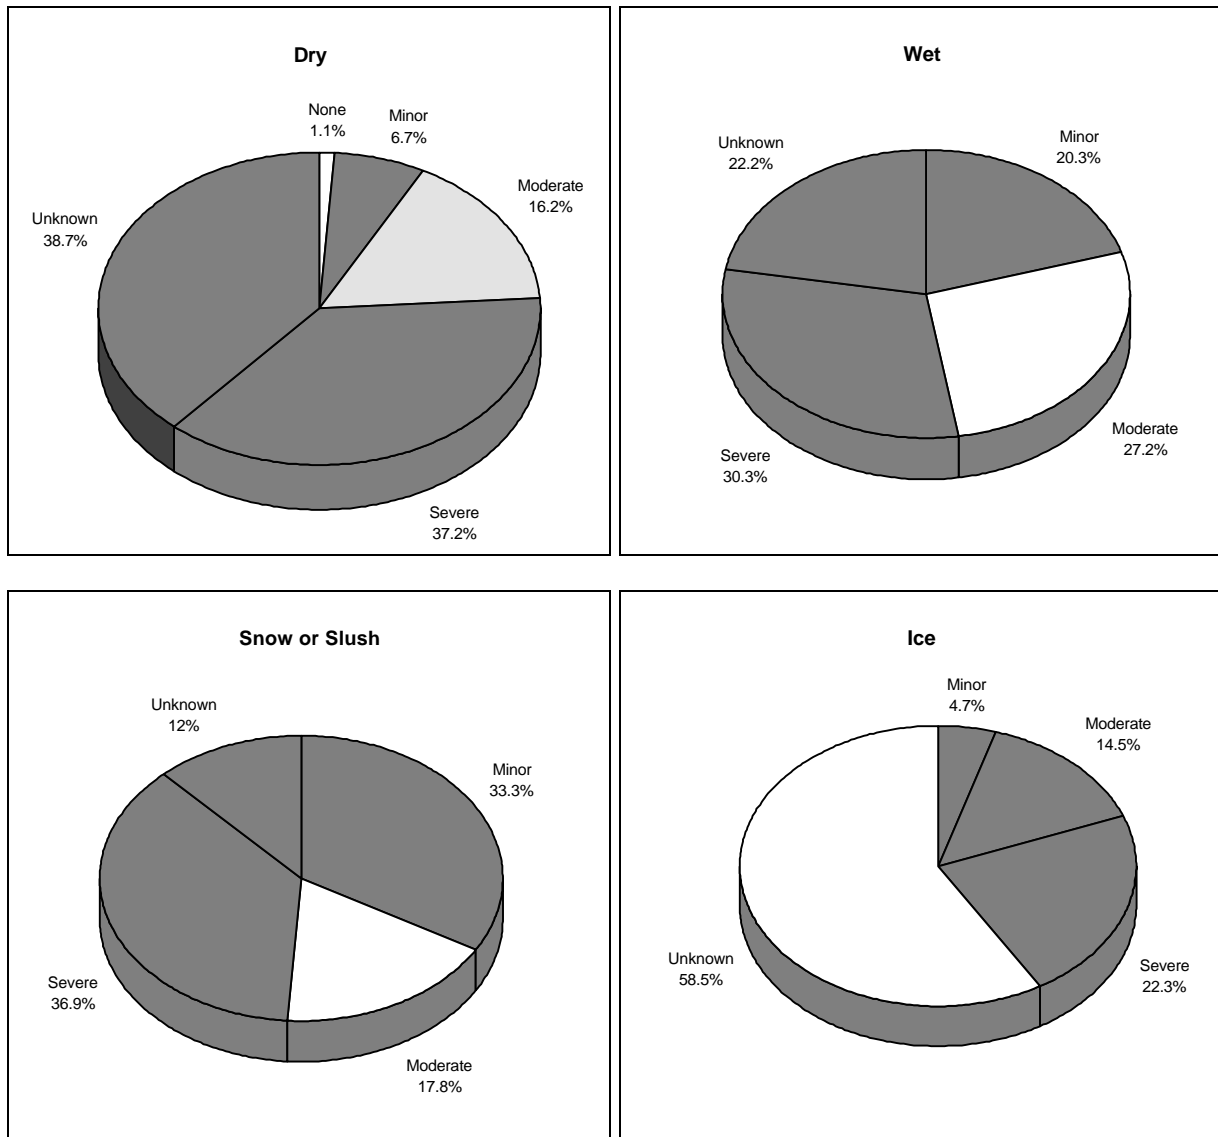 Dry
None
1.1%
Minor
6.7%
Moderate
16.2%
Unknown
38.7%
Severe
37.2%
Wet
Unknown
22.2%
Minor
20.3%
Moderate
27.2%
Severe
30.3%
Snow or Slush
Unknown
12%
Minor
33.3%
Severe
36.9%
Moderate
17.8%
Ice
Minor
4.7%
Moderate
14.5%
Unknown
58.5%
Severe
22.3%